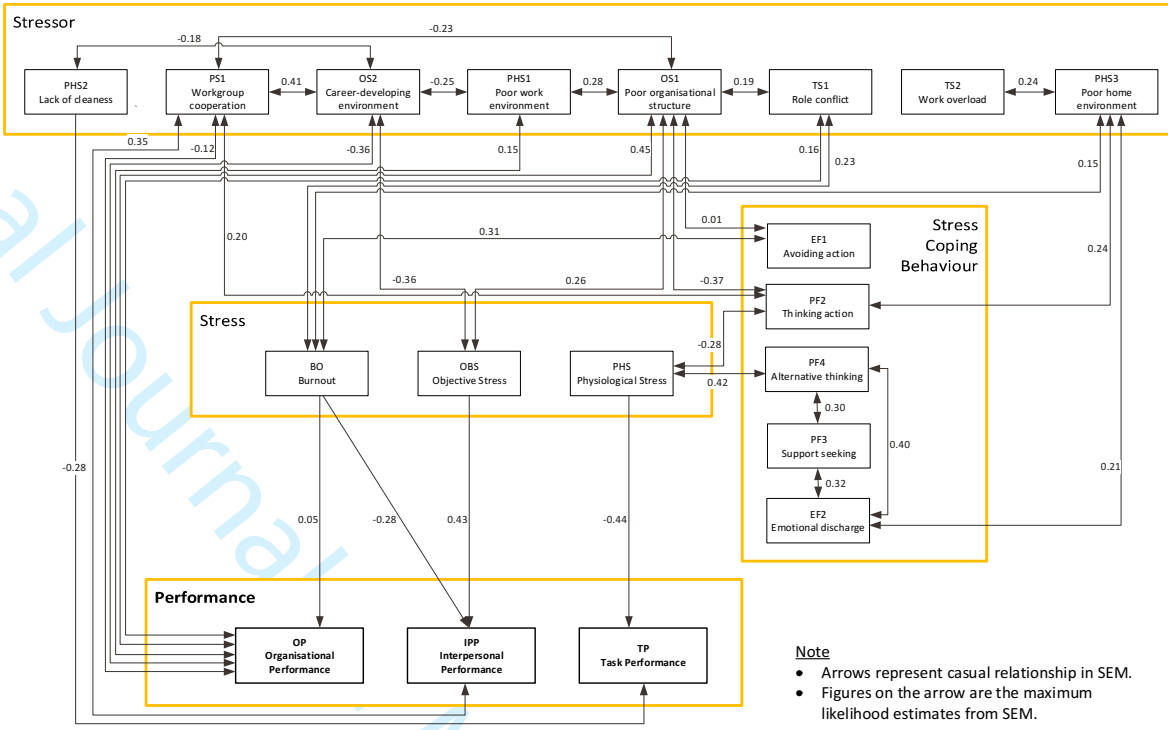 Stressor
-0.18
-0.23
PHS2
Lack of cleaness
PS1
Workgroup
cooperation
0.41
OS2
Career-developing
environment
-0.25
PHS1
Poor work
environment
0.28
OS1
Poor organisational
structure
0.19
TS1
Role conflict
TS2
Work overload
0.24
PHS3
Poor home
environment
0.35
-0.12
-0.36
0.15
0.45
0.16
0.23
0.15
0.20
0.31
0.01
-0.36
0.26
-0.37
0.24
Stress
Coping
Behaviour
EF1
Avoiding action
PF2
Thinking action
Stress
-0.28
BO
Burnout
OBS
Objective Stress
PHS
Physiological Stress
0.42
PF4
Alternative thinking
0.30
0.40
PF3
Support seeking
0.32
EF2
Emotional discharge
0.21
-0.28
0.05
-0.28
0.43
-0.44
Performance
OP
Organisational
Performance
IPP
Interpersonal
Performance
TP
Task Performance
Note
• Arrows represent casual relationship in SEM.
• Figures on the arrow are the maximum
likelihood estimates from SEM.
al Journal